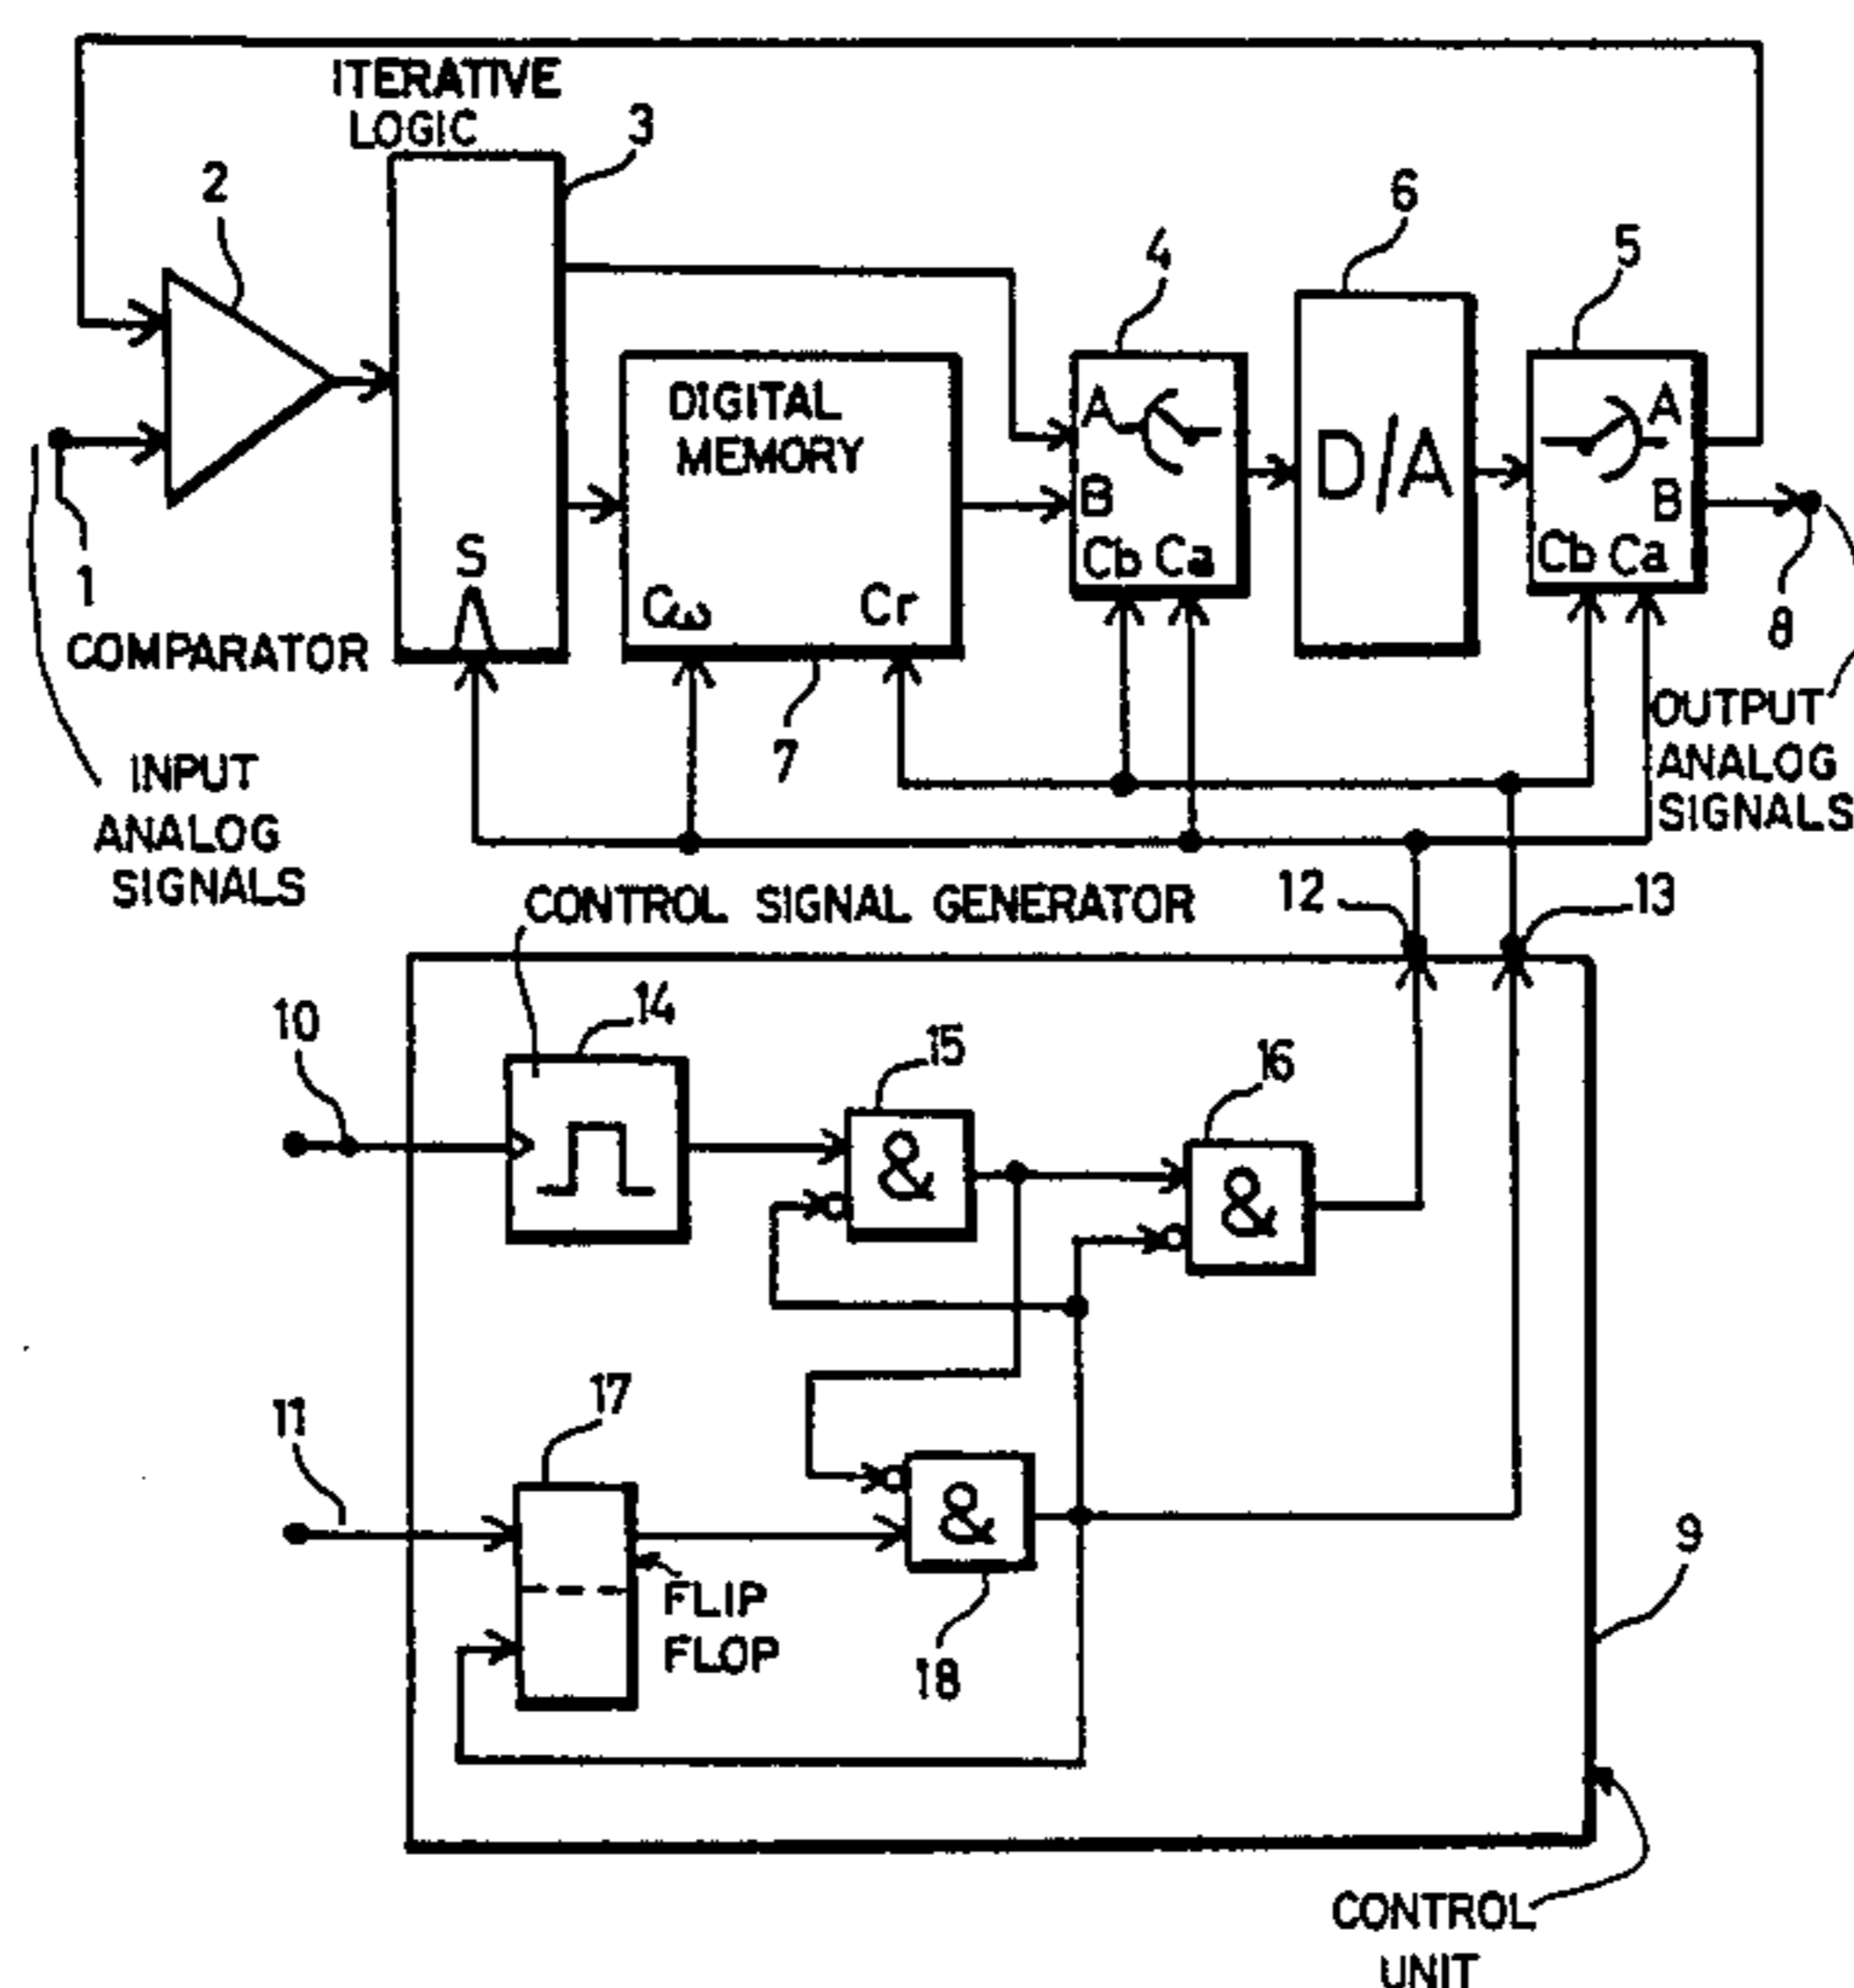 ITERATIVE
LOGIC
3
2
6
4
5
DIGITAL
MEMORY
A
A
D/A
B
B
S
Cω
Cr
Cb Ca
Cb Ca
1
8
COMPARATOR
7
OUTPUT
ANALOG
SIGNALS
INPUT
ANALOG
SIGNALS
CONTROL SIGNAL GENERATOR
12
13
10
14
15
16
&
&
11
17
18
&
9
FLIP
FLOP
CONTROL
UNIT